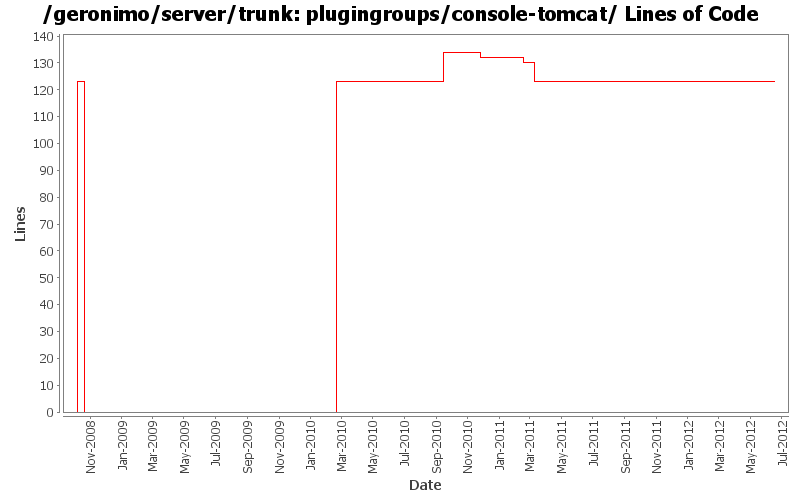 /geronimo/server/trunk: plugingroups/console-tomcat/ Lines of Code
140
130
120
110
100
90
80
70
60
50
40
30
20
10
0
Lines
Nov-2008
Jan-2009
Mar-2009
May-2009
Jul-2009
Sep-2009
Nov-2009
Jan-2010
Mar-2010
May-2010
Jul-2010
Sep-2010
Nov-2010
Jan-2011
Mar-2011
May-2011
Jul-2011
Sep-2011
Nov-2011
Jan-2012
Mar-2012
May-2012
Jul-2012
Date